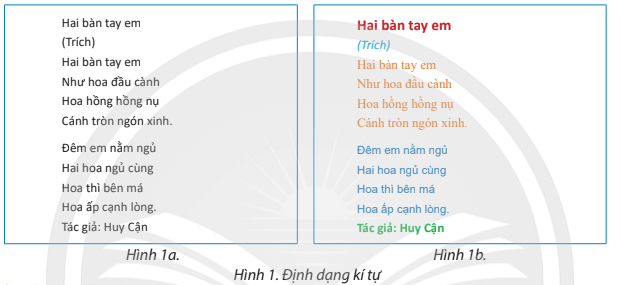 Hai bàn tay em
(Trích)
Hai bàn tay em
Như hoa đầu cành
Hoa hồng hồng nụ
Cánh tròn ngón xinh.
Đêm em nằm ngủ
Hai hoa ngủ cùng
Hoa thì bên má
Hoa ấp cạnh lòng.
Tác giả: Huy Cận
Hình 1a.
Hai bàn tay em
(Trích)
Hai bàn tay em
Như hoa đầu cành
Hoa hồng hồng nụ
Cánh tròn ngón xinh.
Đêm em nằm ngủ
Hai hoa ngủ cùng
Hoa thì bên má
Hoa ấp cạnh lòng.
Tác giả: Huy Cận
Hình 1b.
Hình 1. Định dạng kí tự